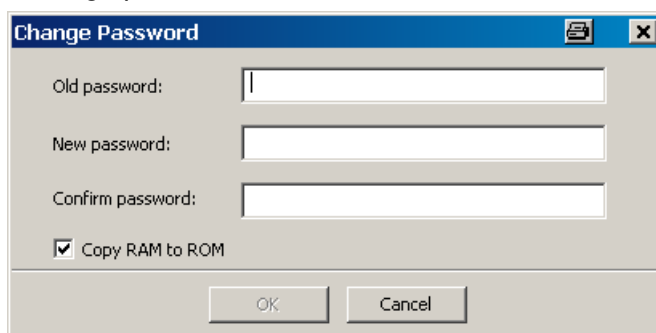 Change Password
Old password:
New password:
Confirm password:
Copy RAM to ROM
OK Cancel